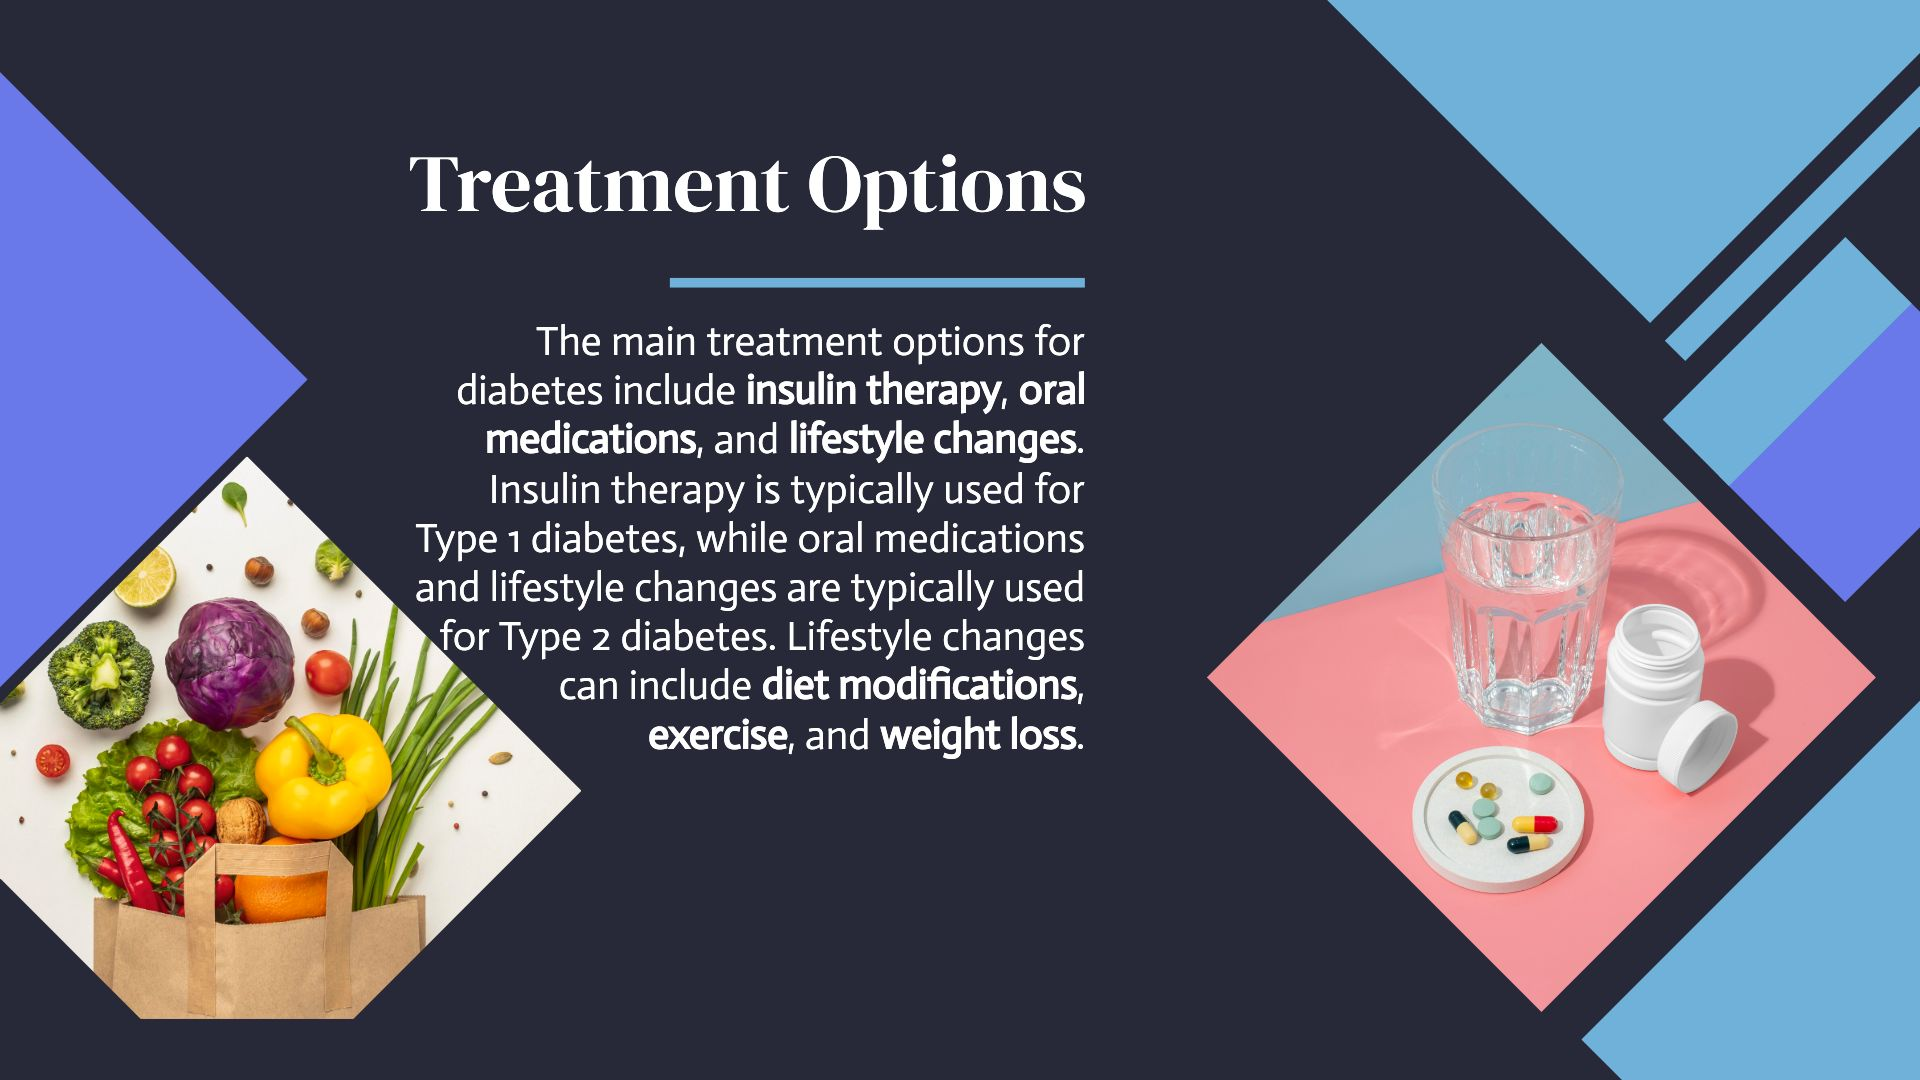 Treatment Options
The main treatment options for
diabetes include insulin therapy, oral
medications, and lifestyle changes.
Insulin therapy is typically used for
Type 1 diabetes, while oral medications
and lifestyle changes are typically used
for Type 2 diabetes. Lifestyle changes
can include diet modifications,
exercise, and weight loss.